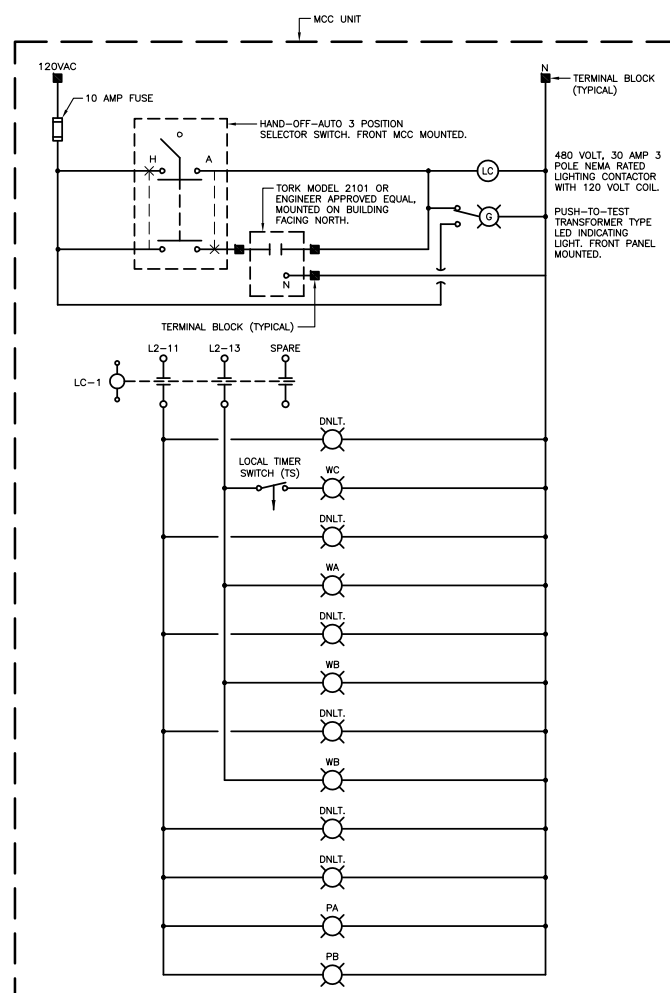 MCC UNIT
120VAC
N
10 AMP FUSE
TERMINAL BLOCK
(TYPICAL)
O
HAND-OFF-AUTO 3 POSITION
SELECTOR SWITCH. FRONT MCC MOUNTED.
H
A
LC
480 VOLT, 30 AMP 3
POLE NEMA RATED
LIGHTING CONTACTOR
WITH 120 VOLT COIL.
TORK MODEL 2101 OR
ENGINEER APPROVED EQUAL,
MOUNTED ON BUILDING
FACING NORTH.
G
PUSH-TO-TEST
TRANSFORMER TYPE
LED INDICATING
LIGHT. FRONT PANEL
MOUNTED.
N
TERMINAL BLOCK (TYPICAL)
L2-11
L2-13
SPARE
LC-1
DNLT.
LOCAL TIMER
SWITCH (TS)
WC
DNLT.
WA
DNLT.
WB
DNLT.
WB
DNLT.
DNLT.
PA
PB